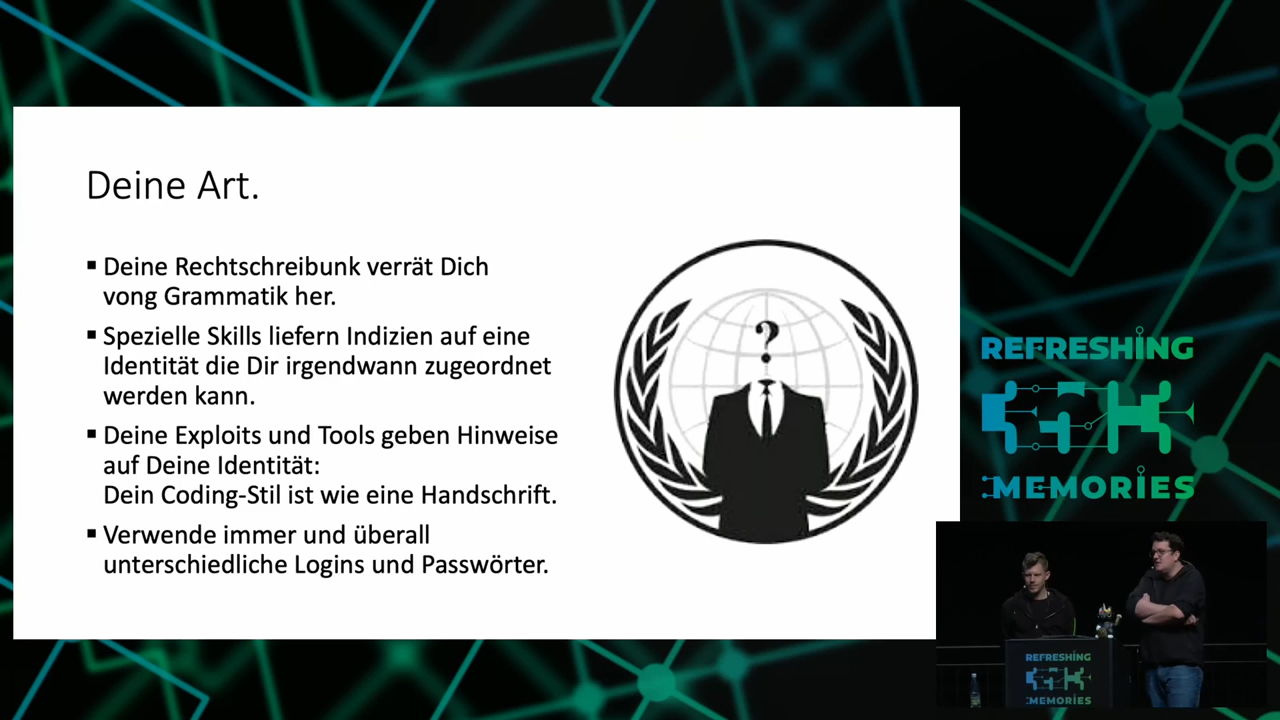 Deine Art.
▪ Deine Rechtschreibunk verrät Dich
vong Grammatik her.
▪ Spezielle Skills liefern Indizien auf eine
Identität die Dir irgendwann zugeordnet
werden kann.
▪ Deine Exploits und Tools geben Hinweise
auf Deine Identität:
Dein Coding-Stil ist wie eine Handschrift.
▪ Verwende immer und überall
unterschiedliche Logins und Passwörter.
?
REFRESHING
MEMORIES
REFRESHING
MEMORIES